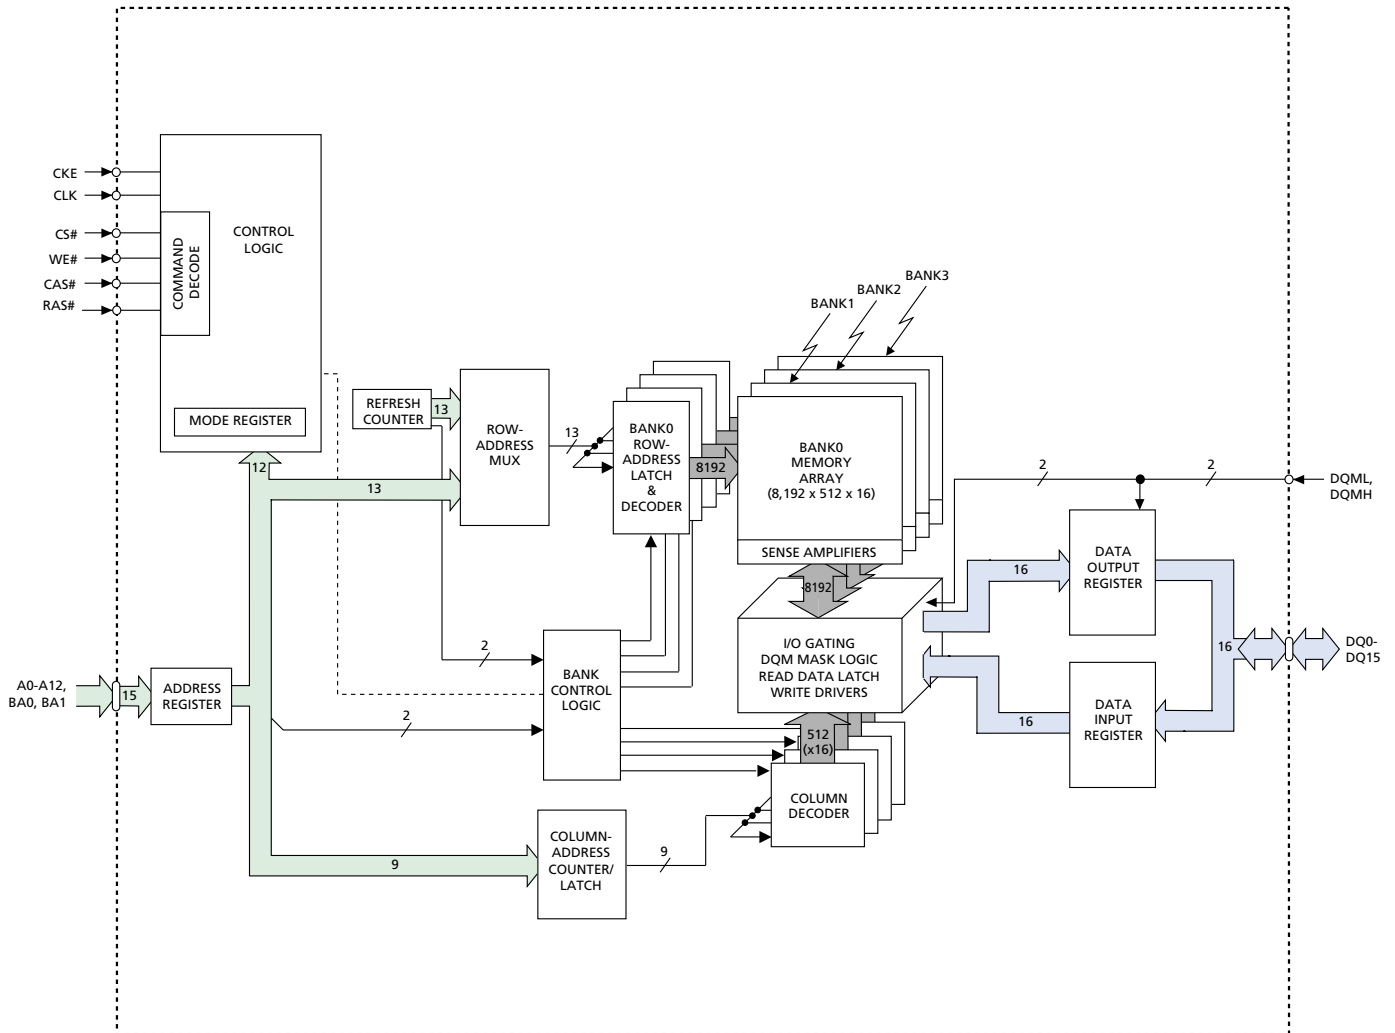 BANK3
BANK2
BANK1
CKE
CLK
CS#
WE#
CAS#
RAS#
COMMAND
DECODE
CONTROL
LOGIC
MODE REGISTER
12
REFRESH
COUNTER
13
13
ROW-
ADDRESS
MUX
13
BANK0
ROW-
ADDRESS
LATCH
&
DECODER
8192
BANK0
MEMORY
ARRAY
(8,192 x 512 x 16)
SENSE AMPLIFIERS
8192
I/O GATING
DQM MASK LOGIC
READ DATA LATCH
WRITE DRIVERS
2
2
DQML,
DQMH
16
DATA
OUTPUT
REGISTER
16
DQ0-
DQ15
16
DATA
INPUT
REGISTER
A0-A12,
BA0, BA1
15
ADDRESS
REGISTER
2
2
BANK
CONTROL
LOGIC
512
(x16)
COLUMN
DECODER
9
COLUMN-
ADDRESS
COUNTER/
LATCH
9